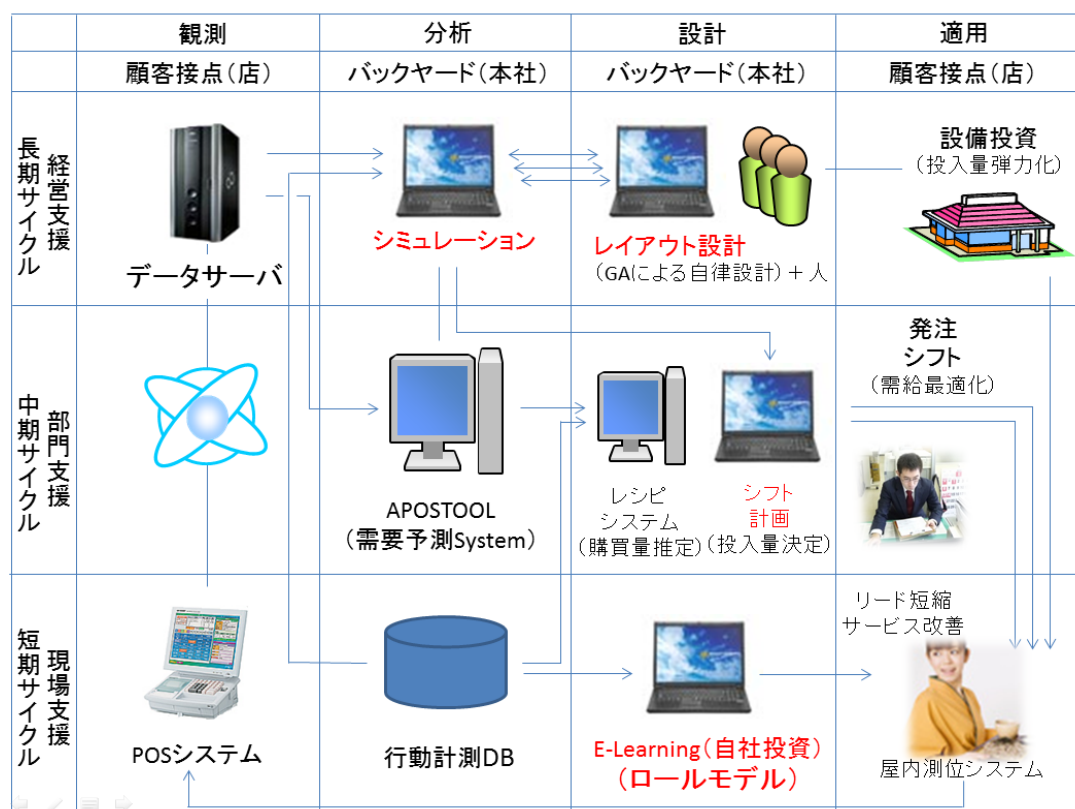 観測
分析
設計
適用
顧客接点(店)
バックヤード(本社)
バックヤード(本社)
顧客接点(店)
経営支援
長期サイクル
データサーバ
シミュレーション
レイアウト設計
(GAによる自律設計)+人
設備投資
(投入量弾力化)
部門支援
中期サイクル
APOSTOOL
(需要予測System)
レシピ
システム
(購買量推定)
シフト
計画
(投入量決定)
発注
シフト
(需給最適化)
現場支援
短期サイクル
POSシステム
行動計測DB
E-Learning(自社投資)
(ロールモデル)
リード短縮
サービス改善
屋内測位システム